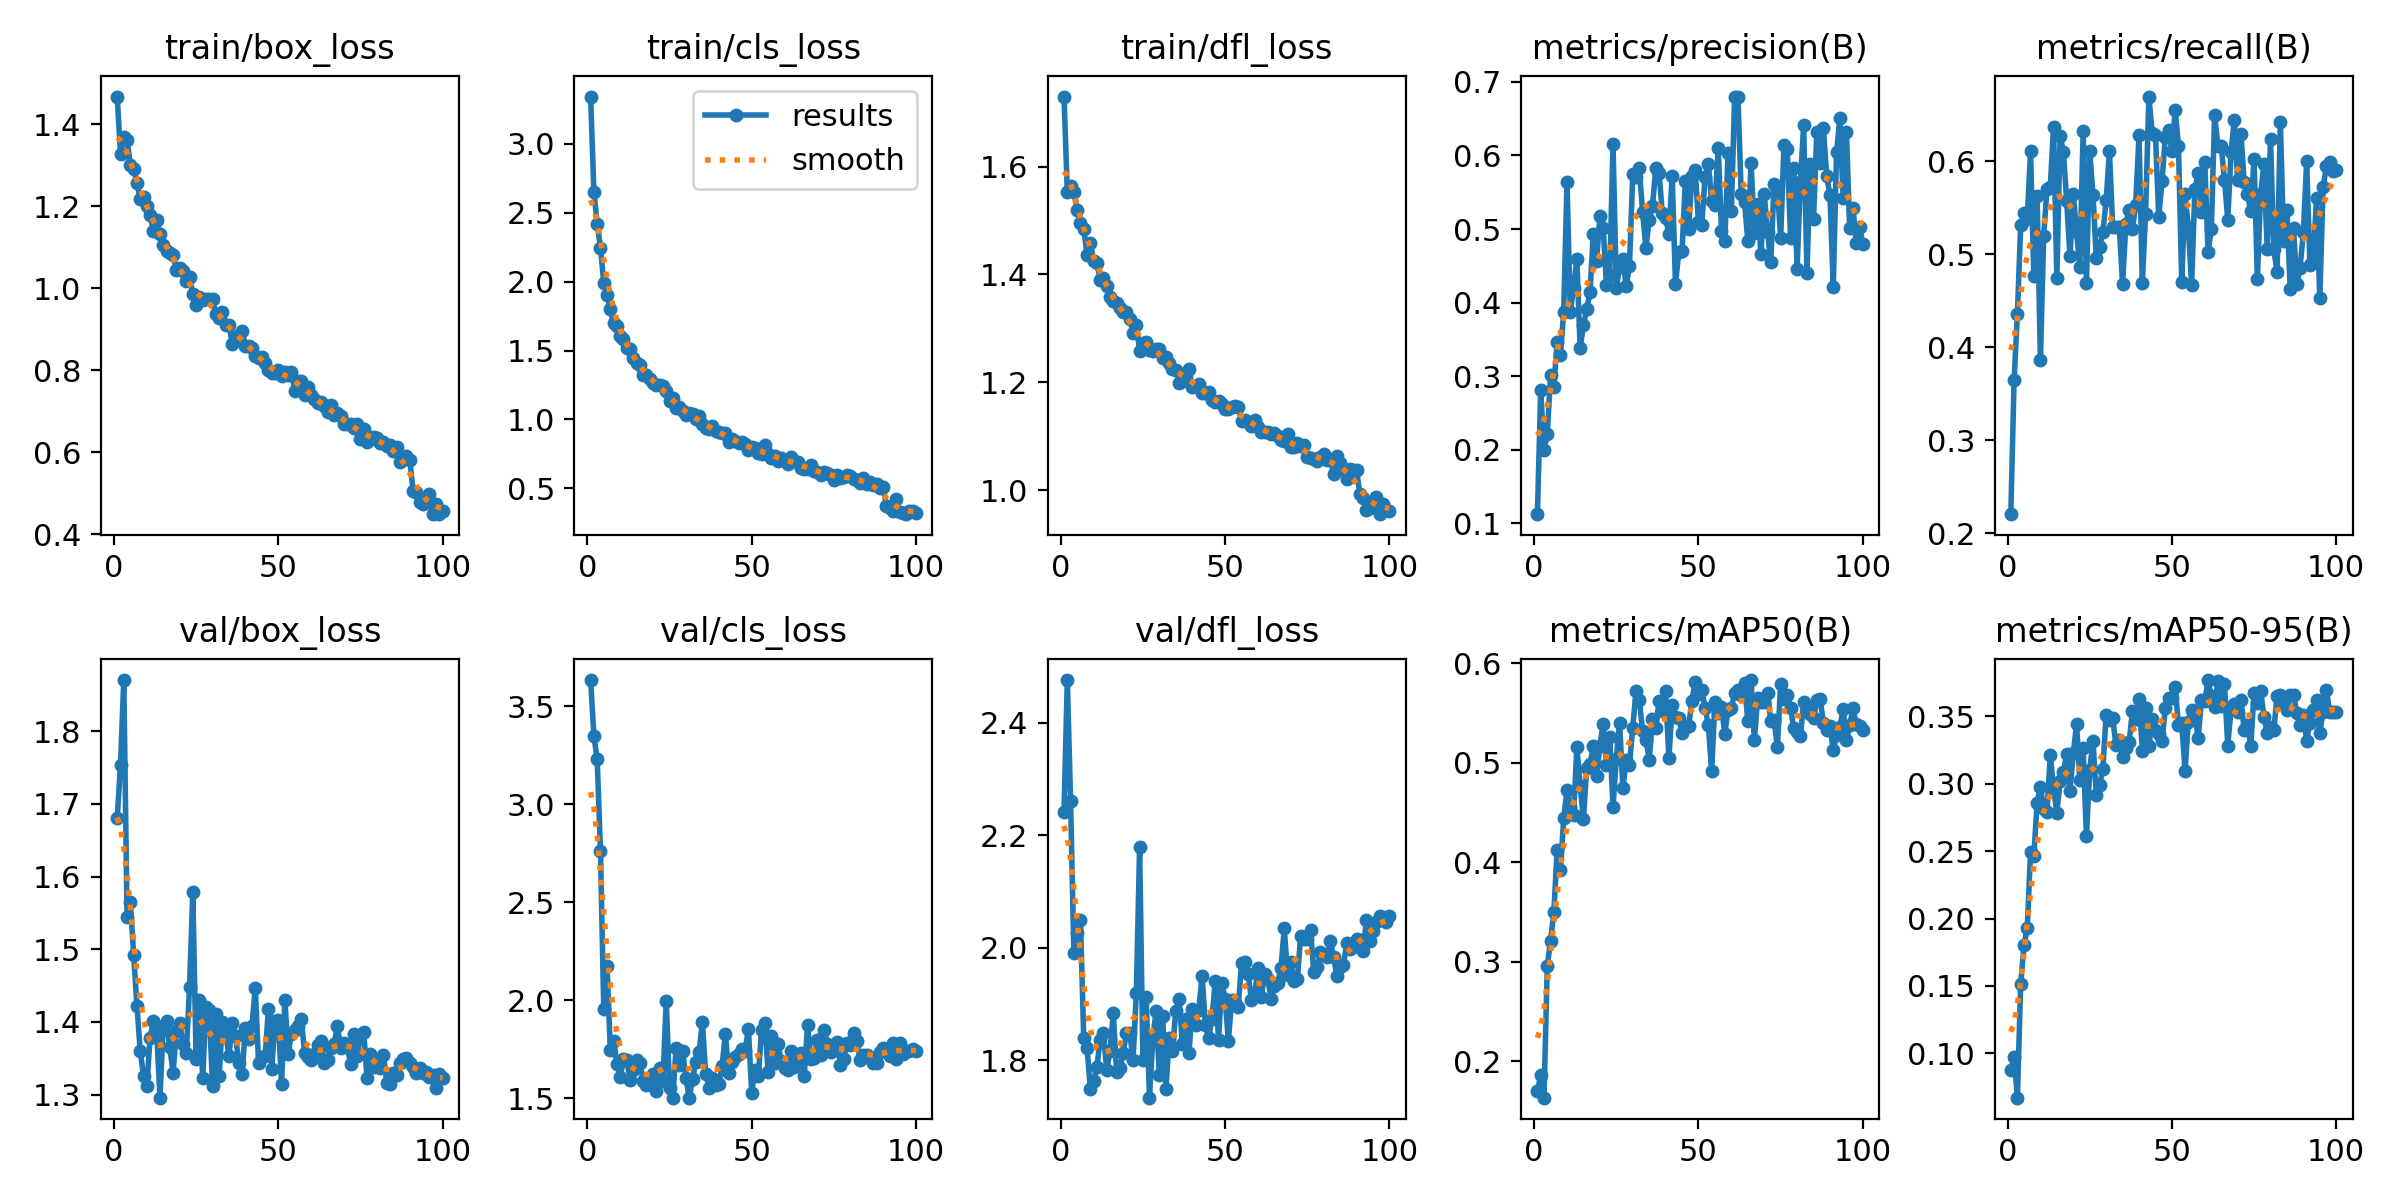 train/box_loss
1.4
1.2
1.0
0.8
0.6
0.4
0 50 100
train/cls_loss
results
smooth
3.0
2.5
2.0
1.5
1.0
0.5
0 50 100
train/dfl_loss
1.6
1.4
1.2
1.0
0 50 100
metrics/precision(B)
0.7
0.6
0.5
0.4
0.3
0.2
0.1
0 50 100
metrics/recall(B)
0.6
0.5
0.4
0.3
0.2
0 50 100
val/box_loss
1.8
1.7
1.6
1.5
1.4
1.3
0 50 100
val/cls_loss
3.5
3.0
2.5
2.0
1.5
0 50 100
val/dfl_loss
2.4
2.2
2.0
1.8
0 50 100
metrics/mAP50(B)
0.6
0.5
0.4
0.3
0.2
0 50 100
metrics/mAP50-95(B)
0.35
0.30
0.25
0.20
0.15
0.10
0 50 100